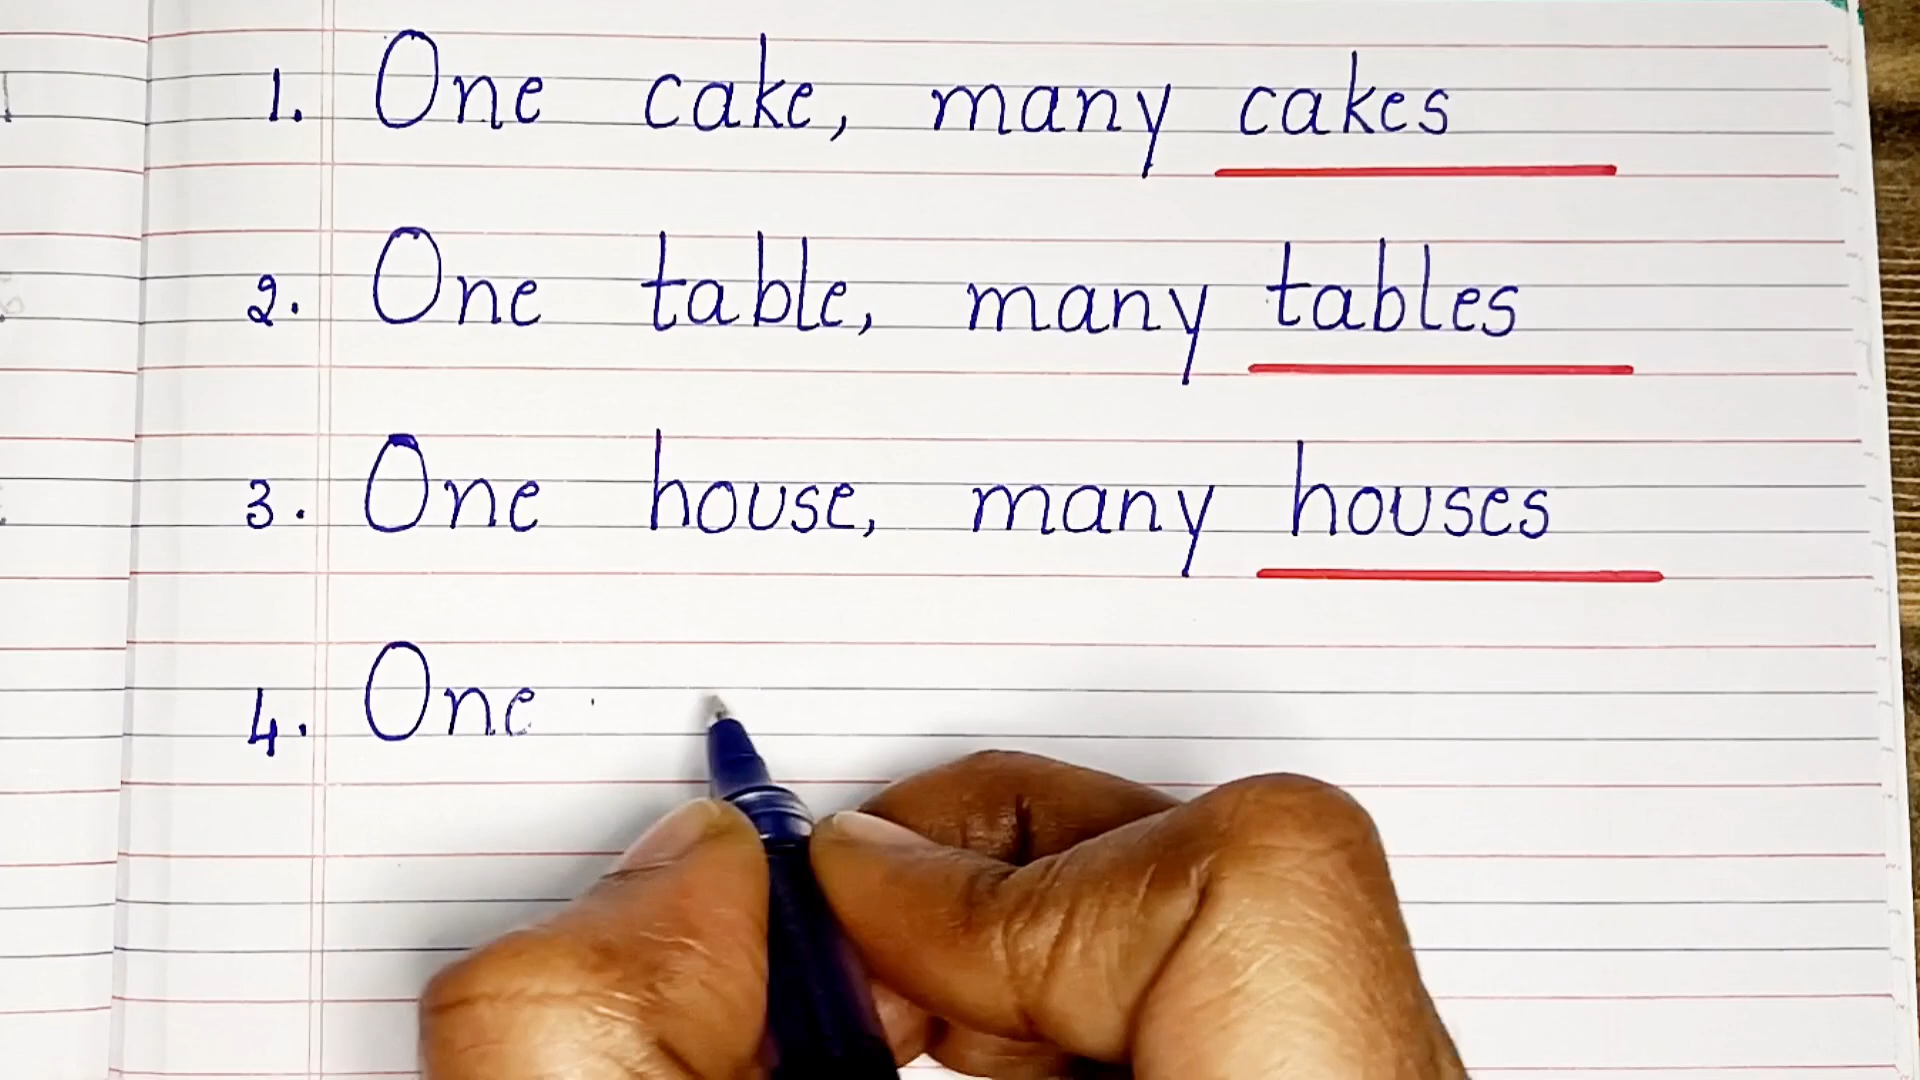 1. One cake, many cakes
2. One table, many tables
3. One house, many houses
4. One